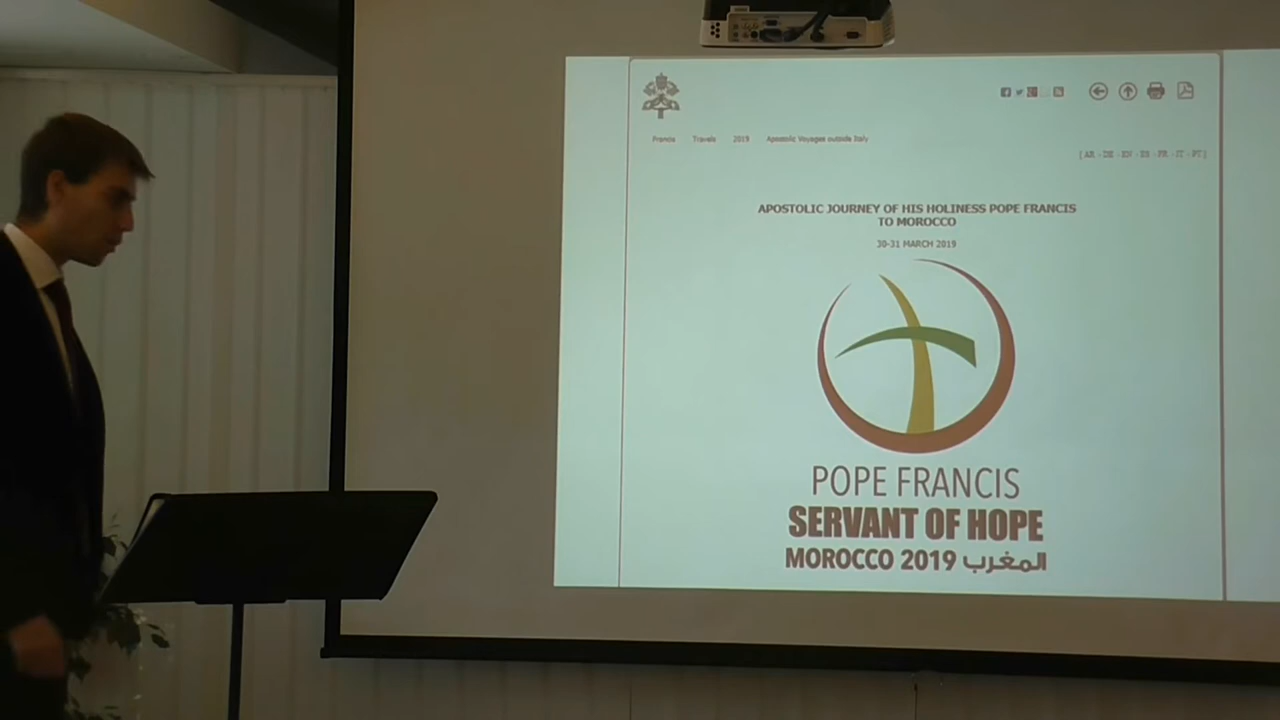 Francis Travels 2019 Apostolic Voyages outside Italy
[ AR - DE - EN - ES - FR - IT - PT ]
APOSTOLIC JOURNEY OF HIS HOLINESS POPE FRANCIS
TO MOROCCO
30-31 MARCH 2019
POPE FRANCIS
SERVANT OF HOPE
MOROCCO 2019 المغرب